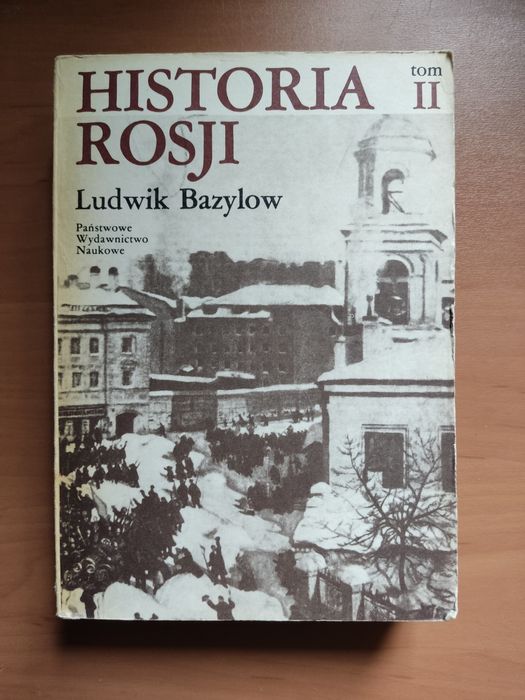 HISTORIA
ROSJI
tom
II
Ludwik Bazylow
Państwowe
Wydawnictwo
Naukowe